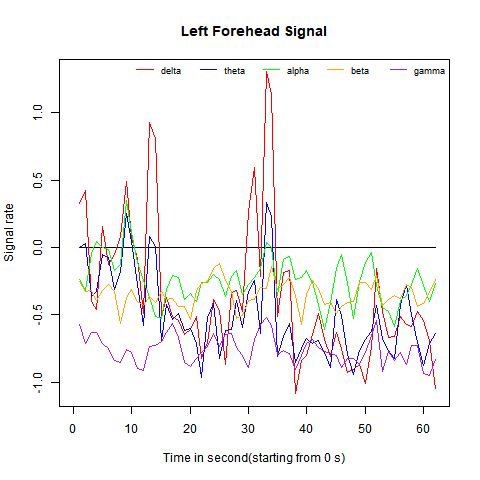 Left Forehead Signal
delta theta alpha beta gamma
1.0
0.5
0.0
-0.5
-1.0
Signal rate
0 10 20 30 40 50 60
Time in second(starting from 0 s)